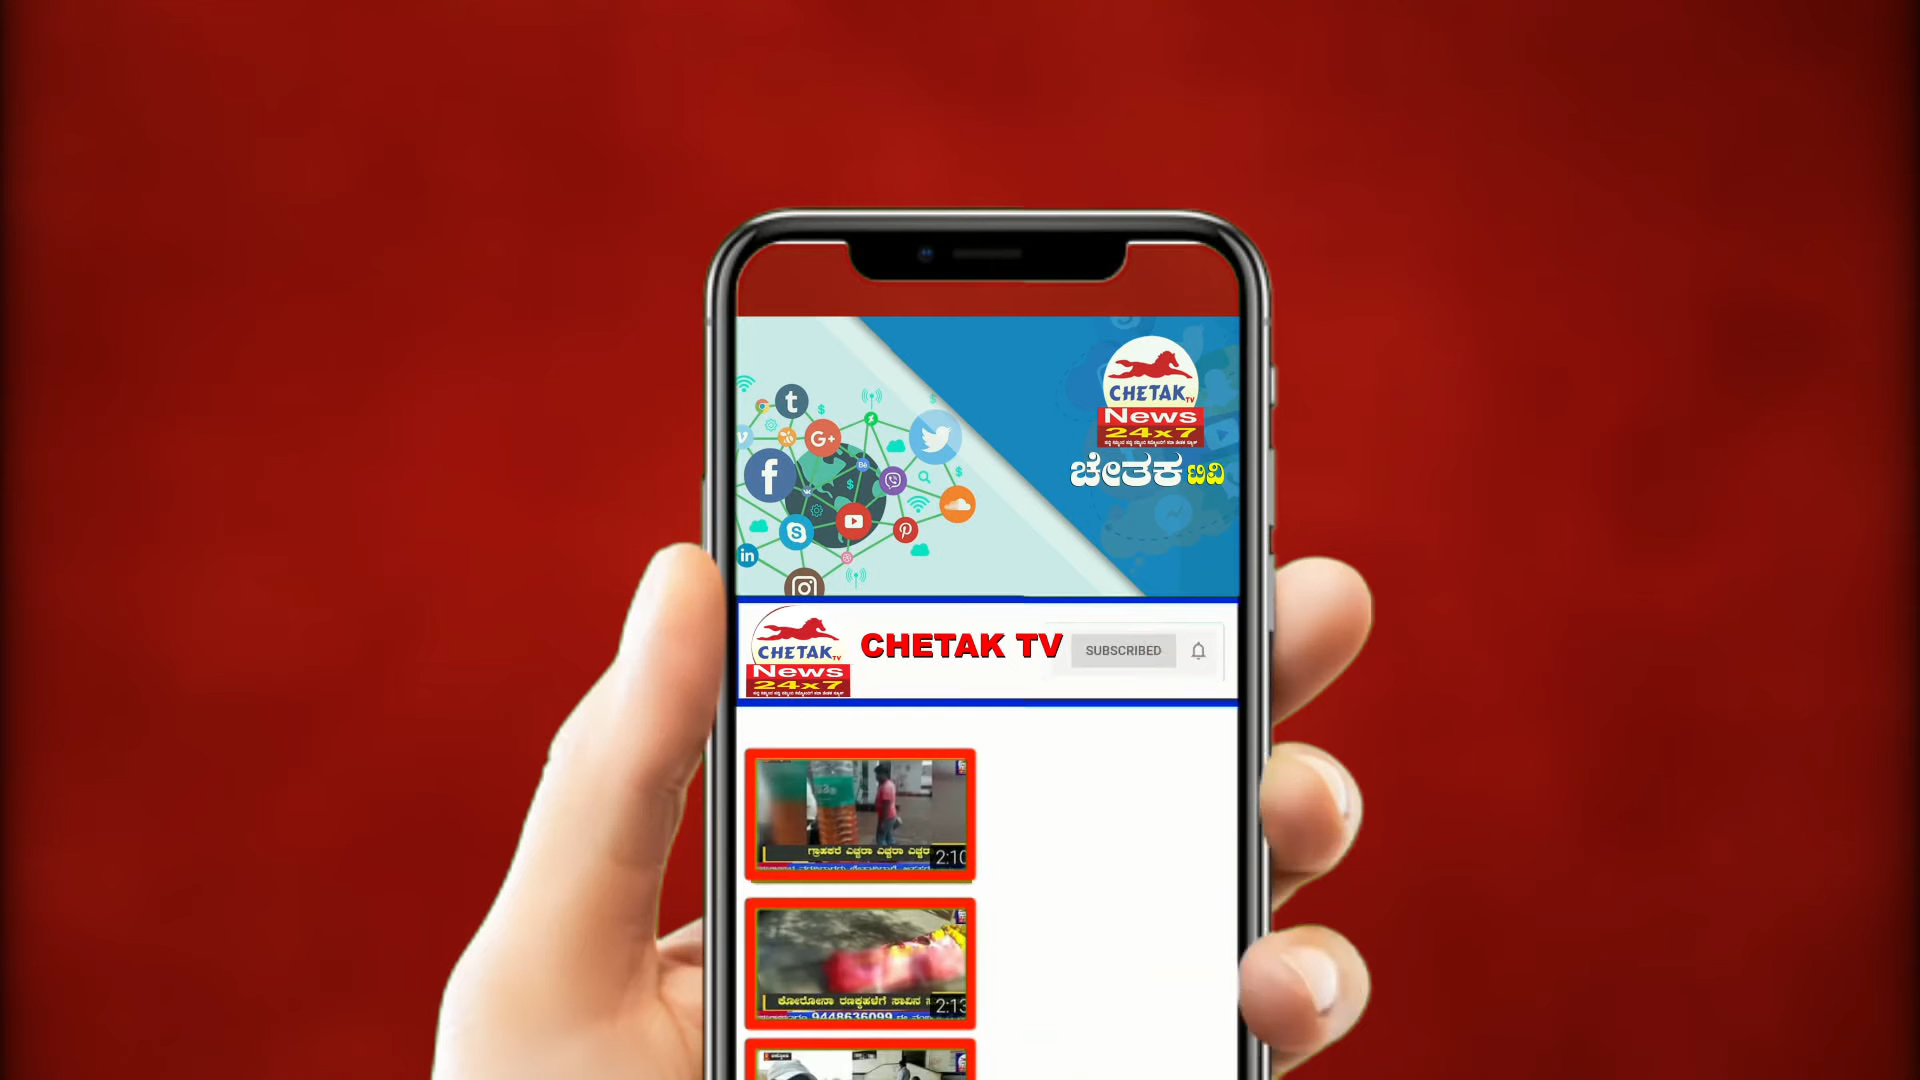 CHETAK TV
News
24x7
ಚೇತಕ ಟಿವಿ
CHETAK TV
News
24x7
CHETAK TV
SUBSCRIBED
ಗ್ರಾಹಕರೆ ಎಚ್ಚರಾ ಎಚ್ಚರಾ ಎಚ್ಚರ
2:10
ಕೋರೋನಾ ರಣಕ್ಕಹಳೆಗೆ ಸಾವಿನ
2:13
9448636099